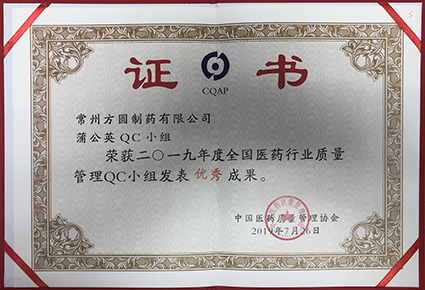 证书
CQAP
常州方圆制药有限公司
蒲公英QC小组
荣获二〇一九年度全国医药行业质量
管理QC小组发表优秀成果。
中国医药质量管理协会
2019年7月26日